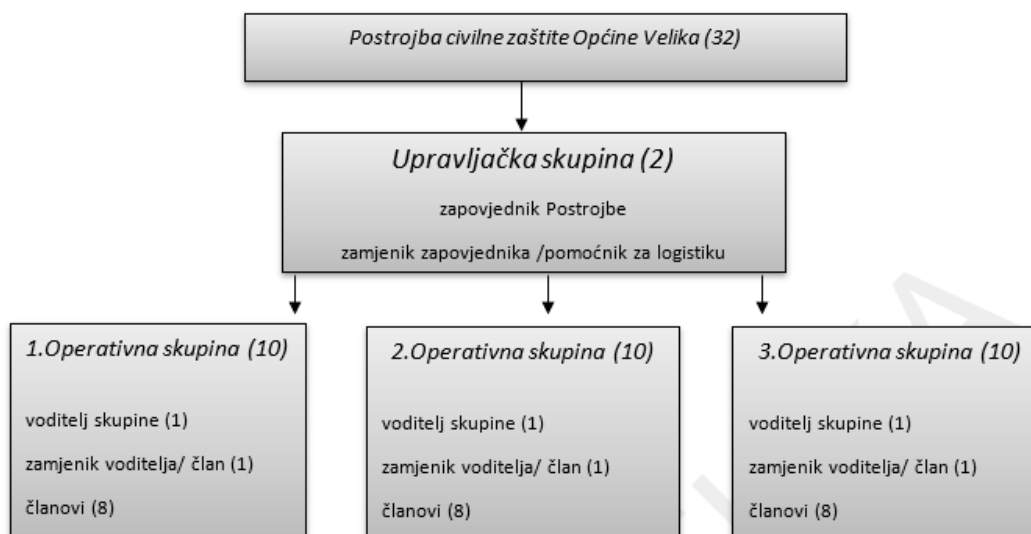 Postrojba civilne zaštite Općine Velika (32)
Upravljačka skupina (2)
zapovjednik Postrojbe
zamjenik zapovjednika /pomoćnik za logistiku
1.Operativna skupina (10)
voditelj skupine (1)
zamjenik voditelja/ član (1)
članovi (8)
2.Operativna skupina (10)
voditelj skupine (1)
zamjenik voditelja/ član (1)
članovi (8)
3.Operativna skupina (10)
voditelj skupine (1)
zamjenik voditelja/ član (1)
članovi (8)